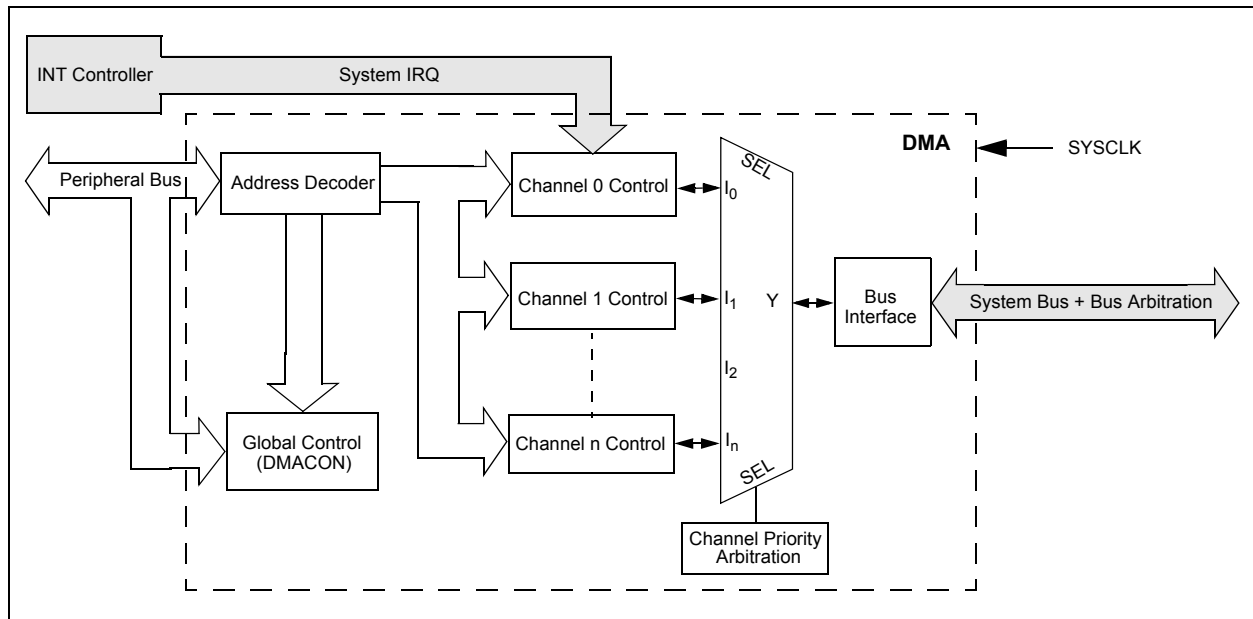 INT Controller
System IRQ
DMA
SYSCLK
Peripheral Bus
Address Decoder
Channel 0 Control
SEL
I0
Channel 1 Control
I1
Y
Bus
Interface
System Bus + Bus Arbitration
I2
Global Control
(DMACON)
Channel n Control
In
SEL
Channel Priority
Arbitration